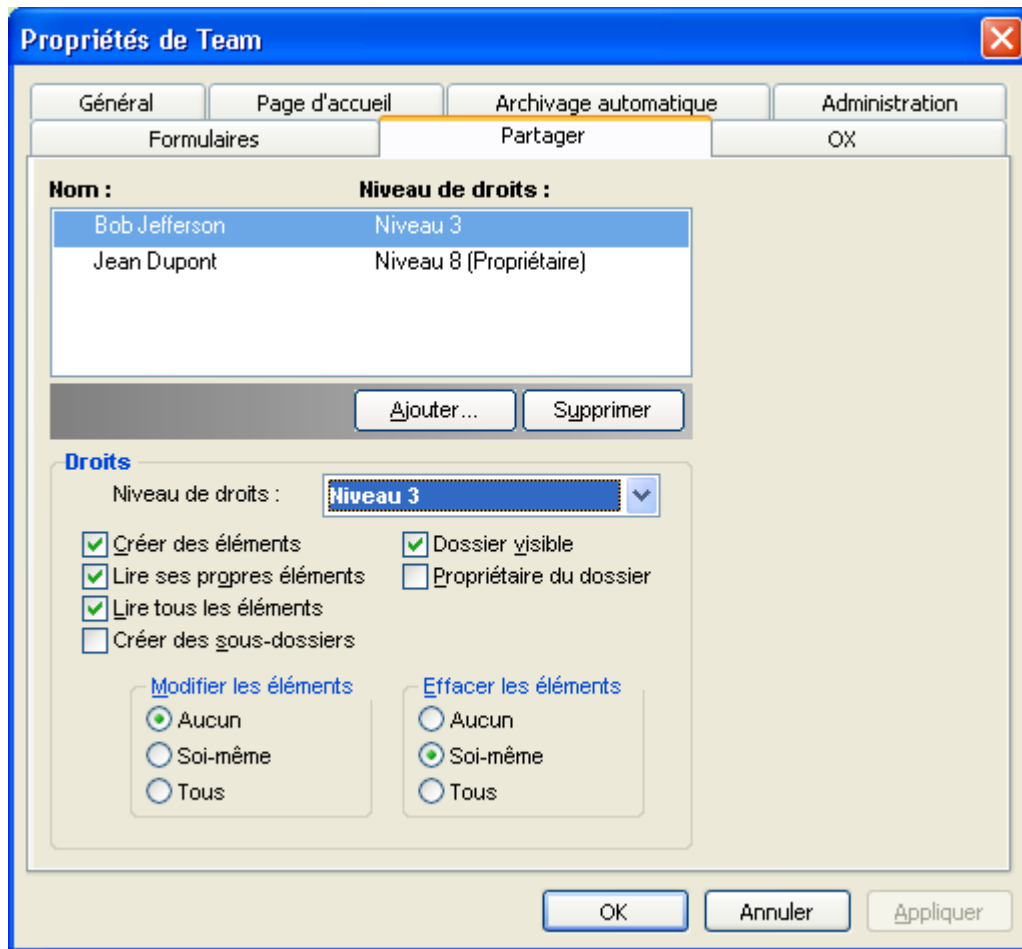 Propriétés de Team
Général Page d'accueil Archivage automatique Administration
Formulaires Partager OX
Nom : Niveau de droits :
Bob Jefferson Niveau 3
Jean Dupont Niveau 8 (Propriétaire)
Ajouter... Supprimer
Droits
Niveau de droits : Niveau 3
Créer des éléments Dossier visible
Lire ses propres éléments Propriétaire du dossier
Lire tous les éléments
Créer des sous-dossiers
Modifier les éléments Effacer les éléments
Aucun Aucun
Soi-même Soi-même
Tous Tous
OK Annuler Appliquer